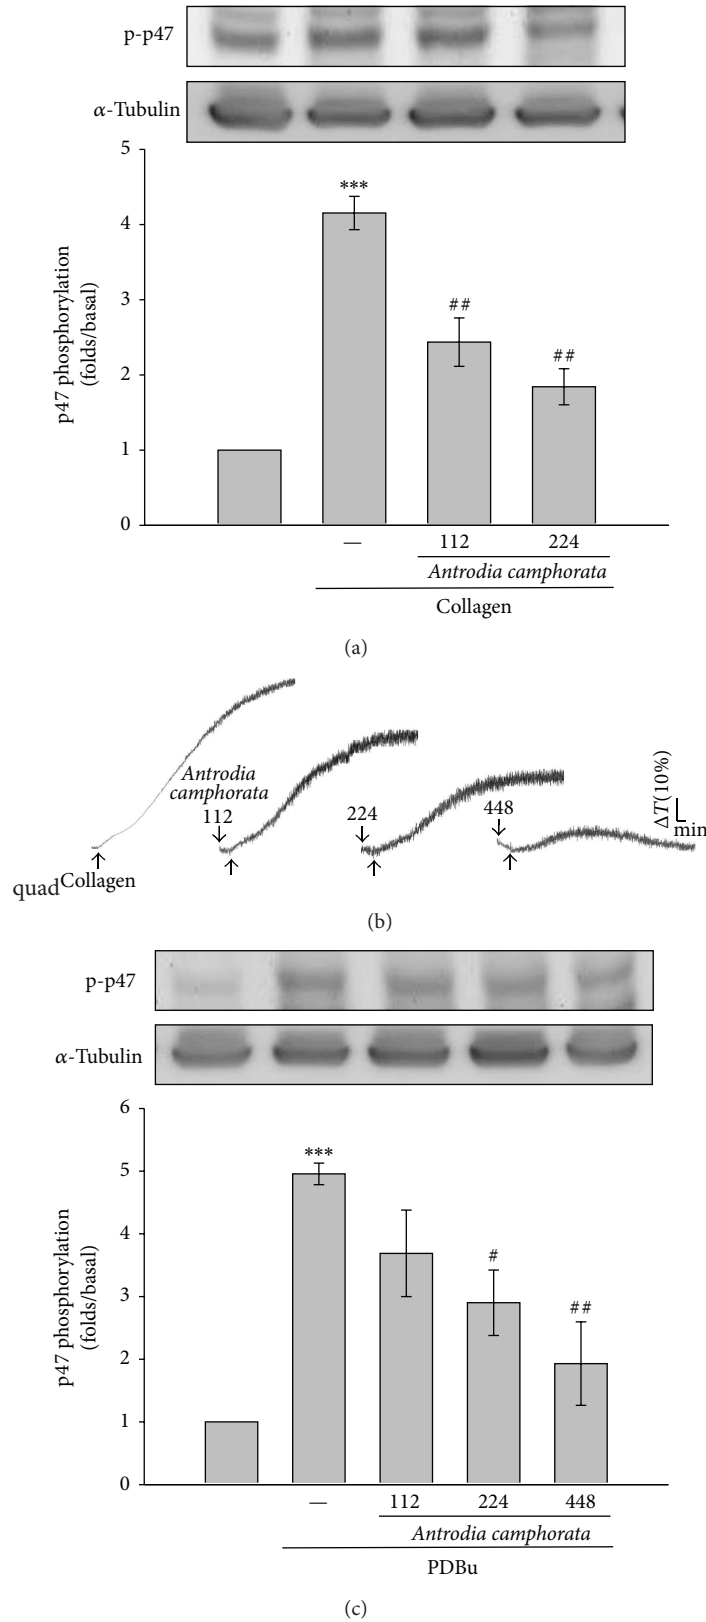 p-p47
α-Tubulin
5
4
3
2
1
0
p47 phosphorylation
(folds/basal)
***
##
##
— 112 224
Antrodia camphorata
Collagen
(a)
Antrodia
camphorata
112
224
448
ΔT(10%)
min
quad Collagen
(b)
p-p47
α-Tubulin
6
5
4
3
2
1
0
p47 phosphorylation
(folds/basal)
***
#
##
— 112 224 448
Antrodia camphorata
PDBu
(c)